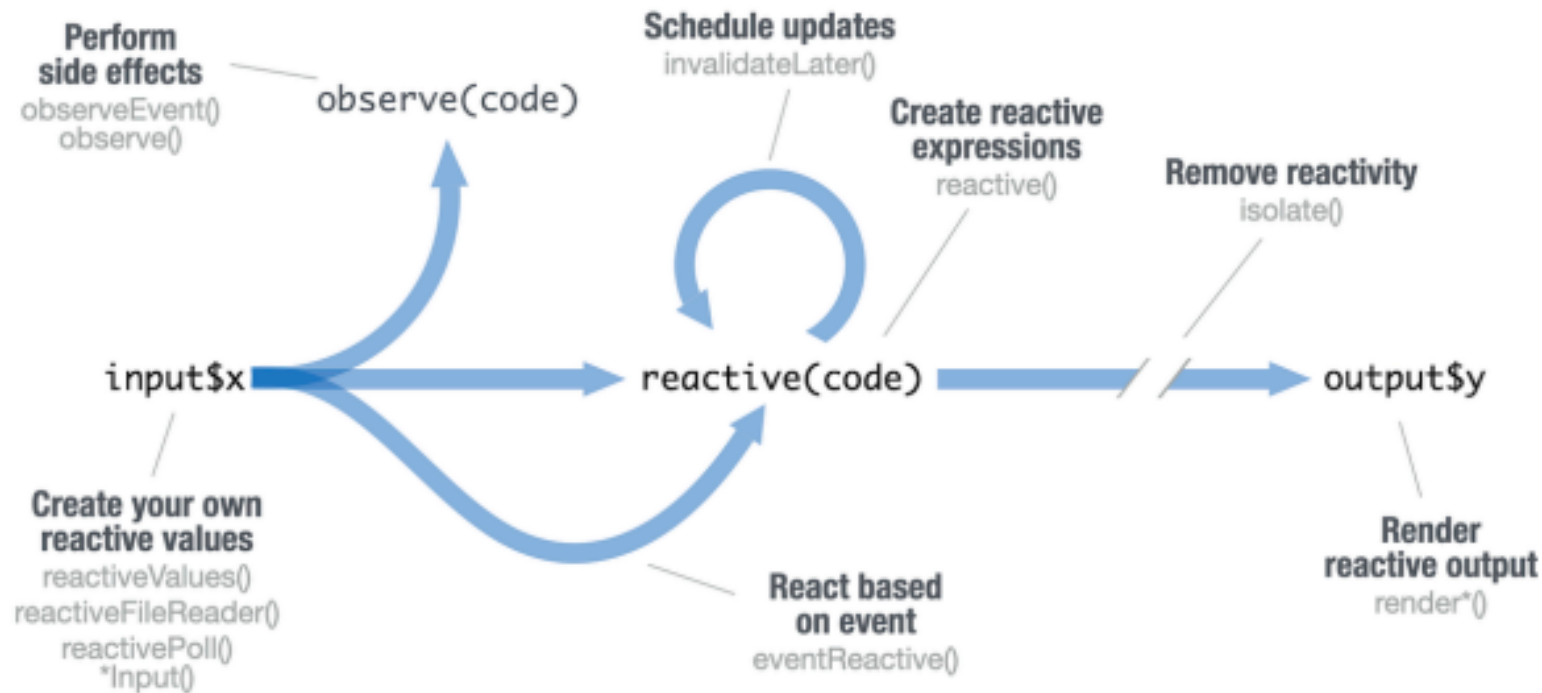 Perform
side effects
observeEvent()
observe()
observe(code)
Schedule updates
invalidateLater()
Create reactive
expressions
reactive()
Remove reactivity
isolate()
input$x
reactive(code)
output$y
Create your own
reactive values
reactiveValues()
reactiveFileReader()
reactivePoll()
*Input()
React based
on event
eventReactive()
Render
reactive output
render*()